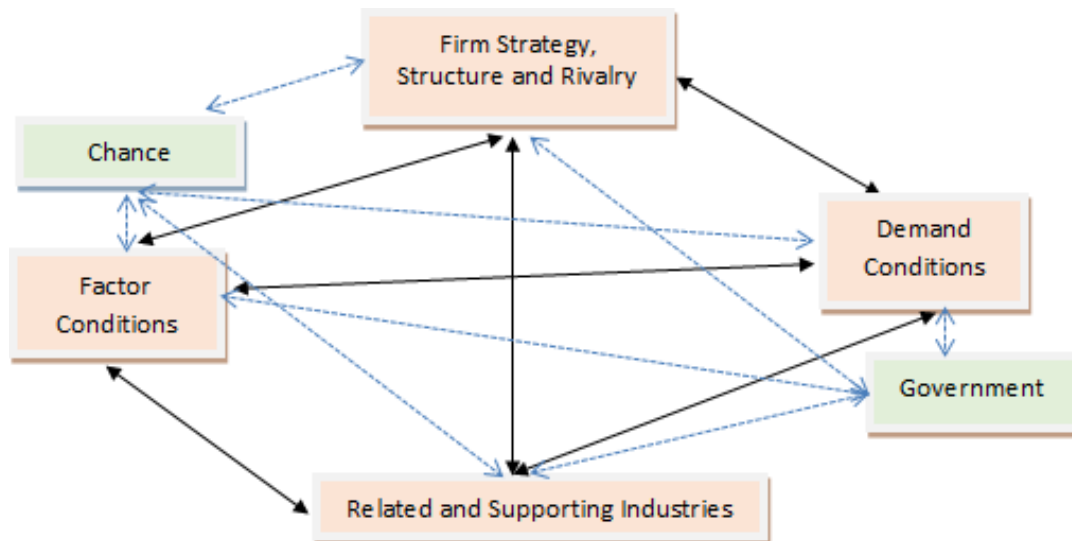 Firm Strategy,
Structure and Rivalry
Chance
Demand
Conditions
Factor
Conditions
Government
Related and Supporting Industries